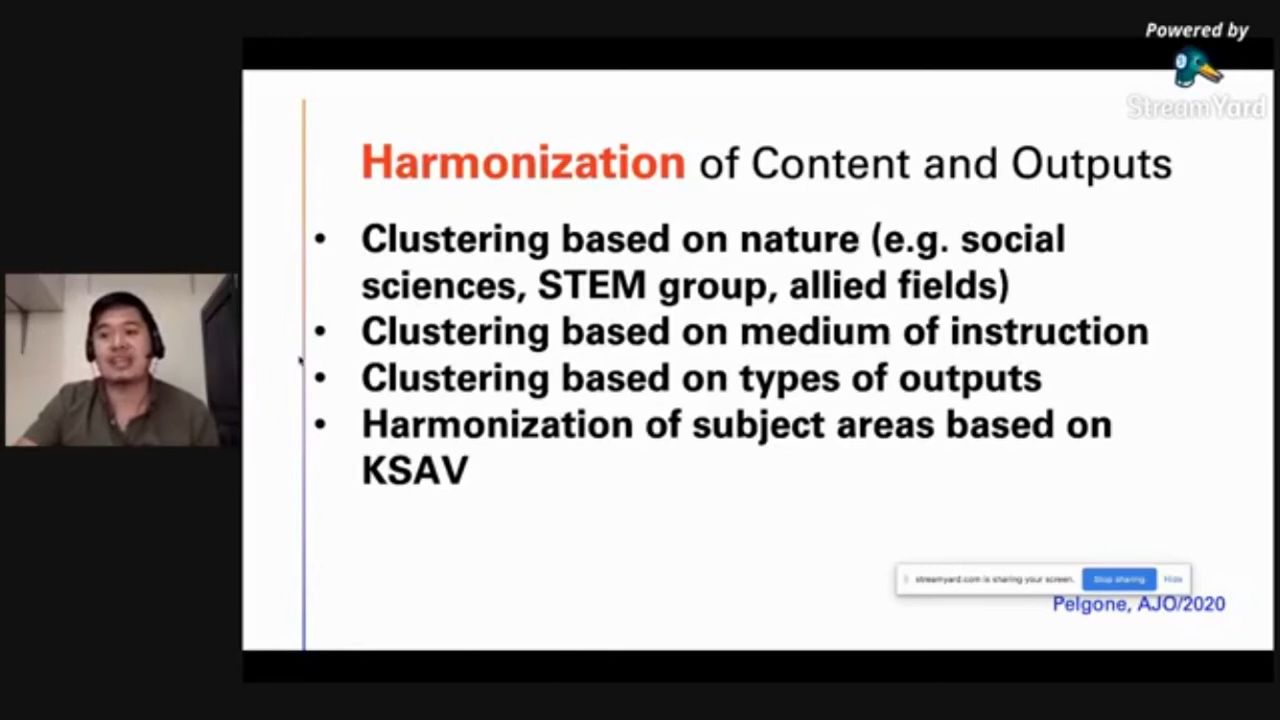 Powered by
StreamYard
Harmonization of Content and Outputs
• Clustering based on nature (e.g. social
sciences, STEM group, allied fields)
• Clustering based on medium of instruction
• Clustering based on types of outputs
• Harmonization of subject areas based on
KSAV
streamyard.com is sharing your screen. Stop sharing Hide
Pelgone, AJO/2020